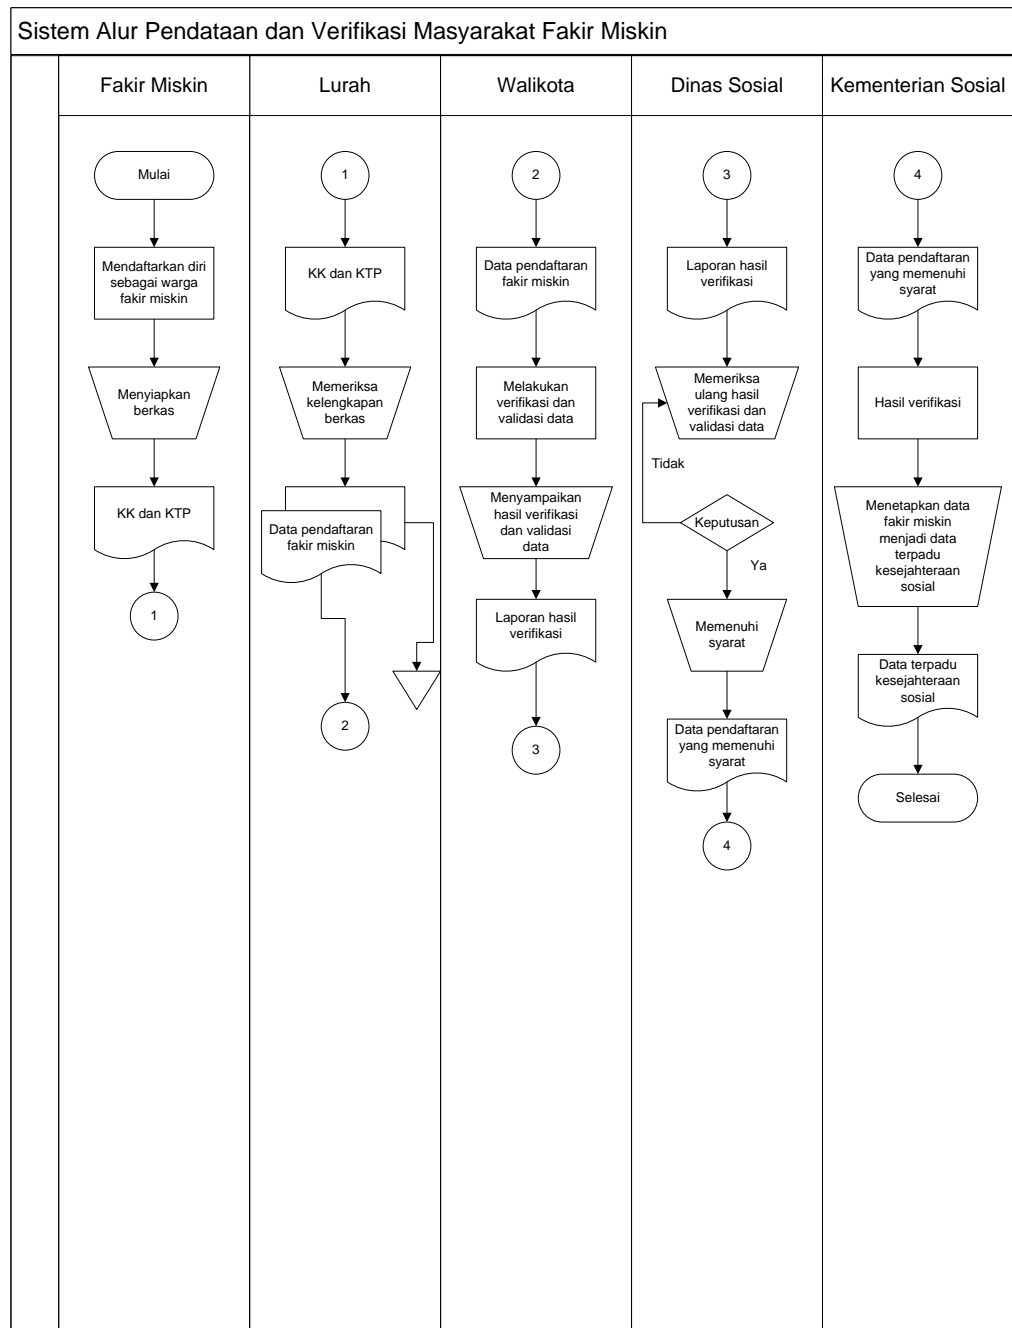 Sistem Alur Pendataan dan Verifikasi Masyarakat Fakir Miskin
Fakir Miskin
Lurah
Walikota
Dinas Sosial
Kementerian Sosial
Mulai
Mendaftarkan diri
sebagai warga
fakir miskin
Menyiapkan
berkas
KK dan KTP
1
1
KK dan KTP
Memeriksa
kelengkapan
berkas
Data pendaftaran
fakir miskin
2
2
Data pendaftaran
fakir miskin
Melakukan
verifikasi dan
validasi data
Menyampaikan
hasil verifikasi
dan validasi
data
Laporan hasil
verifikasi
3
3
Laporan hasil
verifikasi
Memeriksa
ulang hasil
verifikasi dan
validasi data
Tidak
Keputusan
Ya
Memenuhi
syarat
Data pendaftaran
yang memenuhi
syarat
4
4
Data pendaftaran
yang memenuhi
syarat
Hasil verifikasi
Menetapkan data
fakir miskin
menjadi data
terpadu
kesejahteraan
sosial
Data terpadu
kesejahteraan
sosial
Selesai